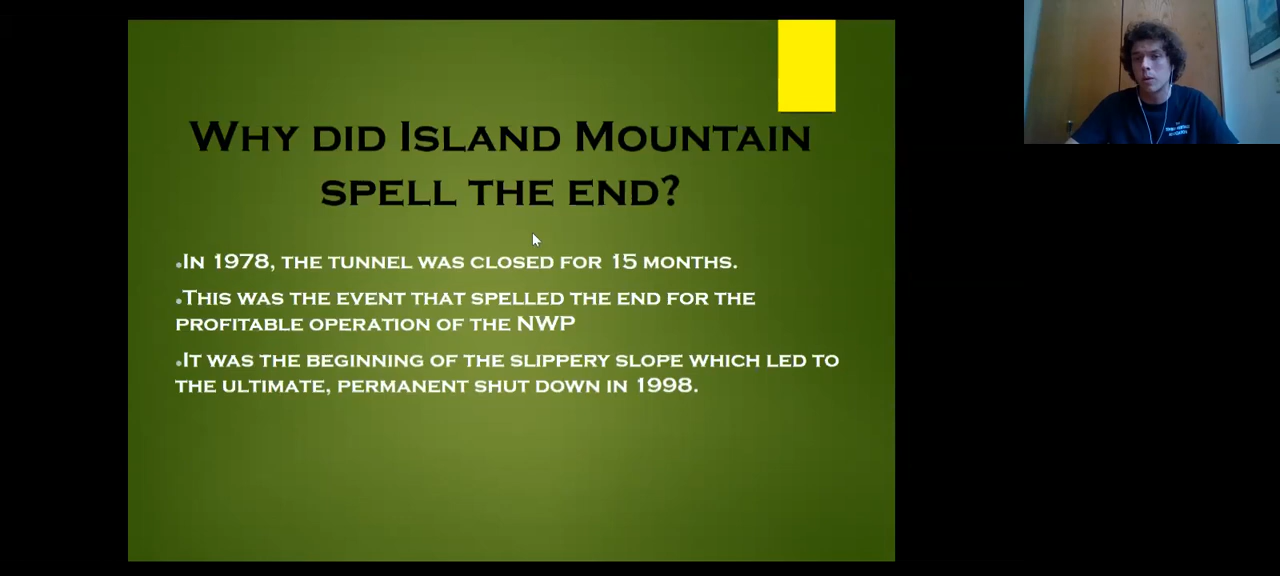 Why did Island Mountain
spell the end?
•In 1978, the tunnel was closed for 15 months.
•This was the event that spelled the end for the
profitable operation of the NWP
•It was the beginning of the slippery slope which led to
the ultimate, permanent shut down in 1998.